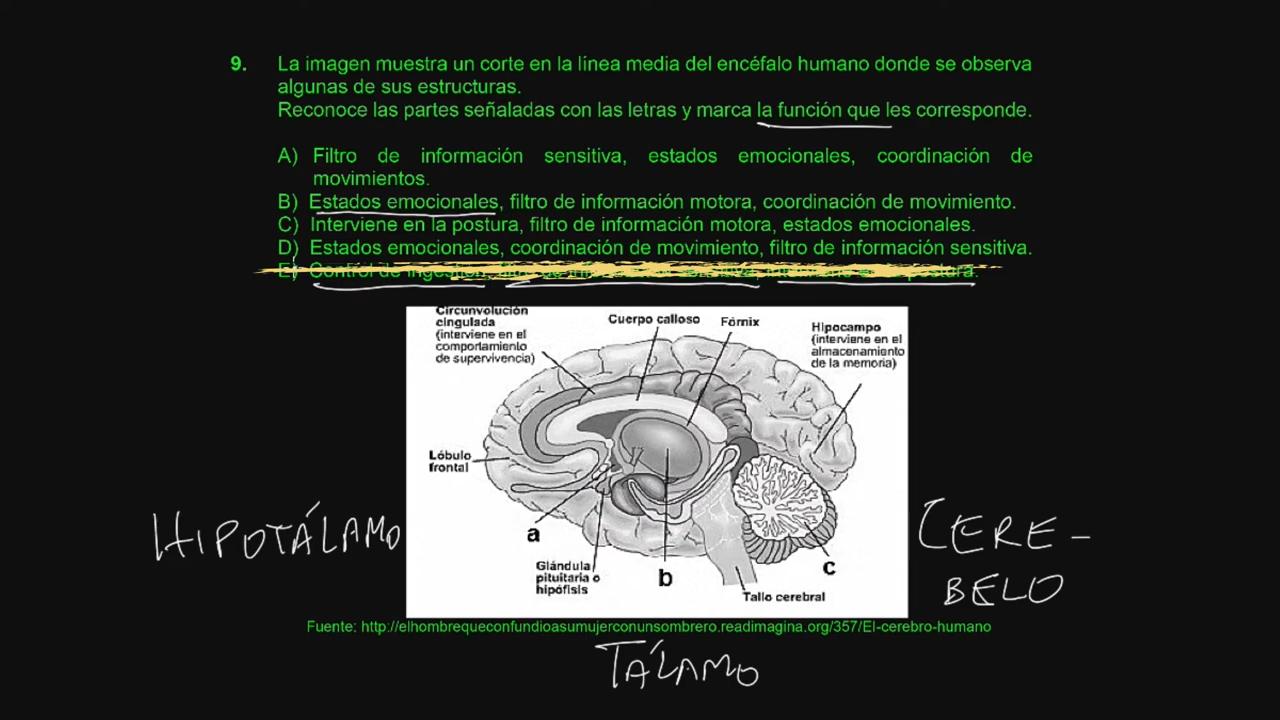 9. La imagen muestra un corte en la línea media del encéfalo humano donde se observa
algunas de sus estructuras.
Reconoce las partes señaladas con las letras y marca la función que les corresponde.
A) Filtro de información sensitiva, estados emocionales, coordinación de
movimientos.
B) Estados emocionales, filtro de información motora, coordinación de movimiento.
C) Interviene en la postura, filtro de información motora, estados emocionales.
D) Estados emocionales, coordinación de movimiento, filtro de información sensitiva.
E) Control de ingestión, postura.
Circunvolución
cingulada
(interviene en el
comportamiento
de supervivencia)
Cuerpo calloso
Fórnix
Hipocampo
(interviene en el
almacenamiento
de la memoria)
Lóbulo
frontal
a
Glándula
pituitaria o
hipófisis
b
c
Tallo cerebral
HIPOTÁLAMO
CERE-
BELO
Fuente: http://elhombrequeconfundioasumujerconunsombrero.readimagina.org/357/El-cerebro-humano
TÁLAMO